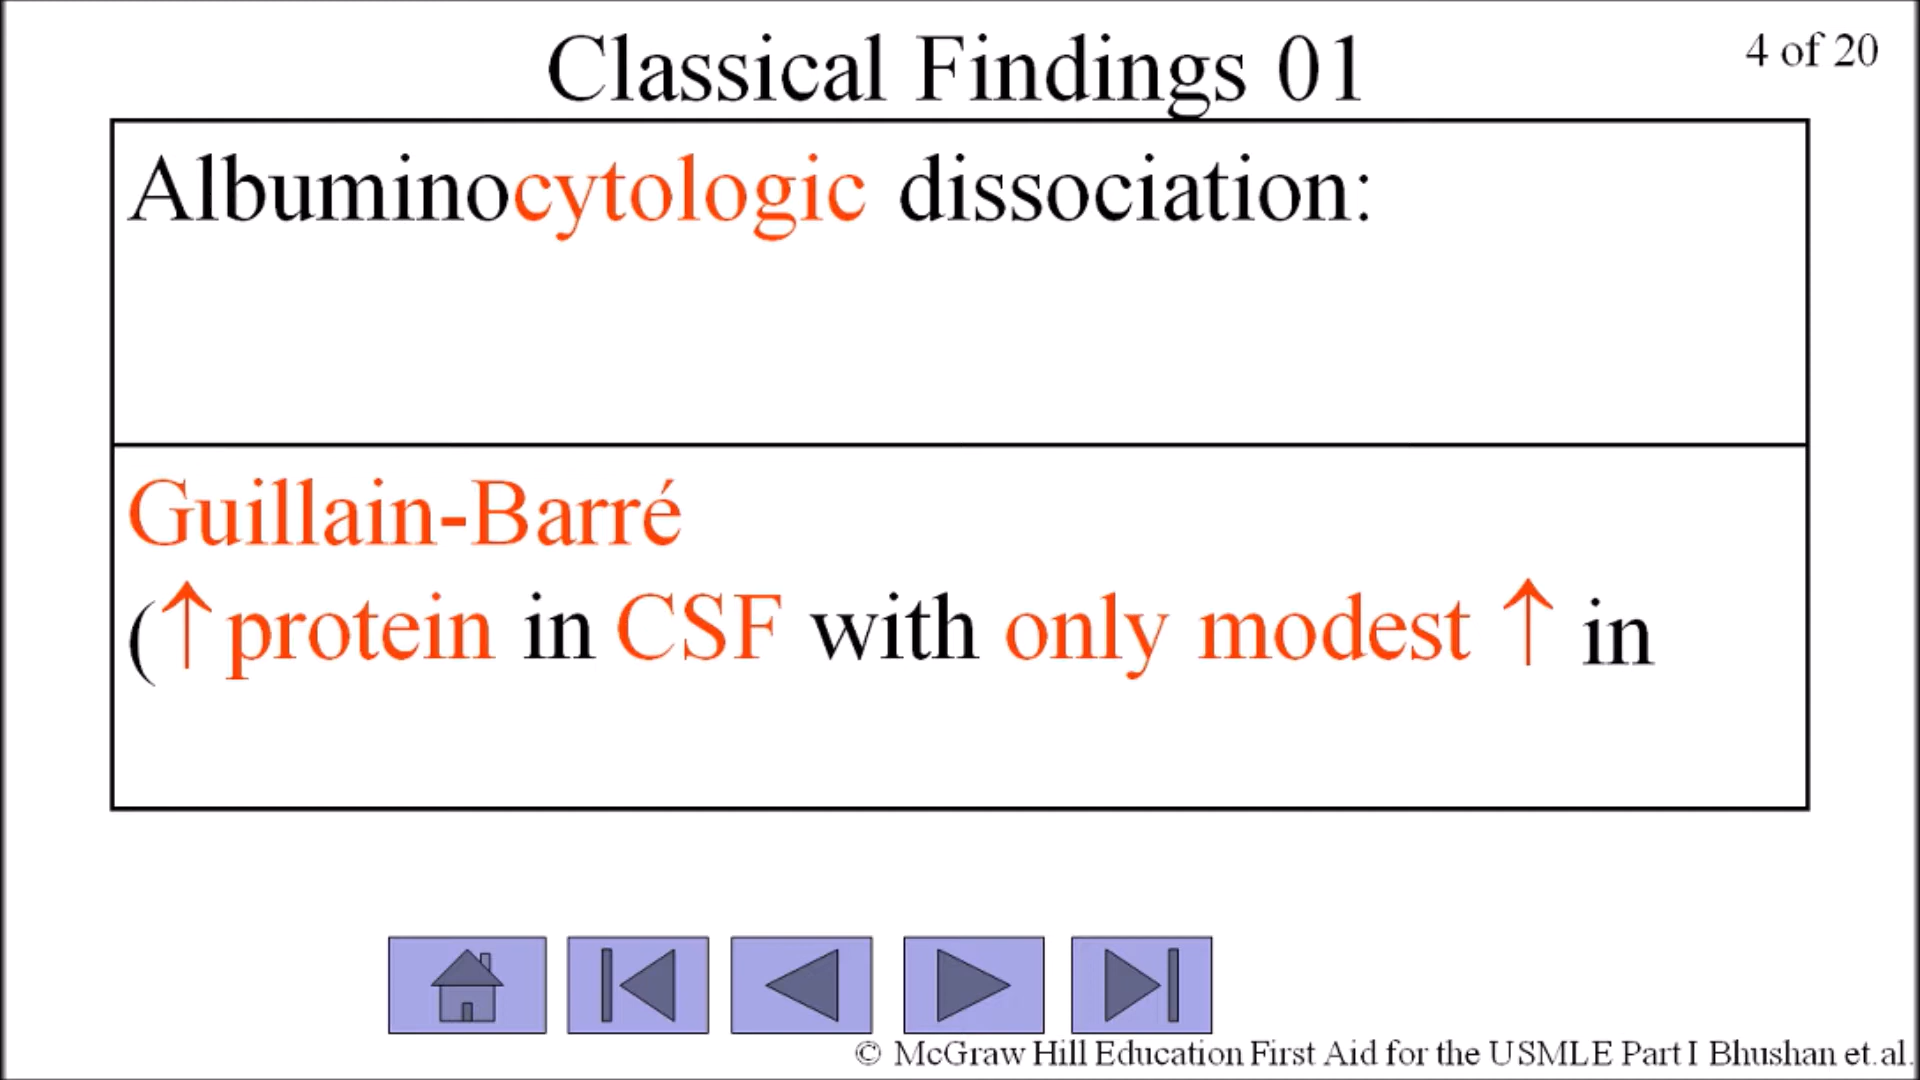 Classical Findings 01
4 of 20
Albuminocytologic dissociation:
Guillain-Barré
(↑protein in CSF with only modest ↑ in
© McGraw Hill Education First Aid for the USMLE Part I Bhushan et.al.